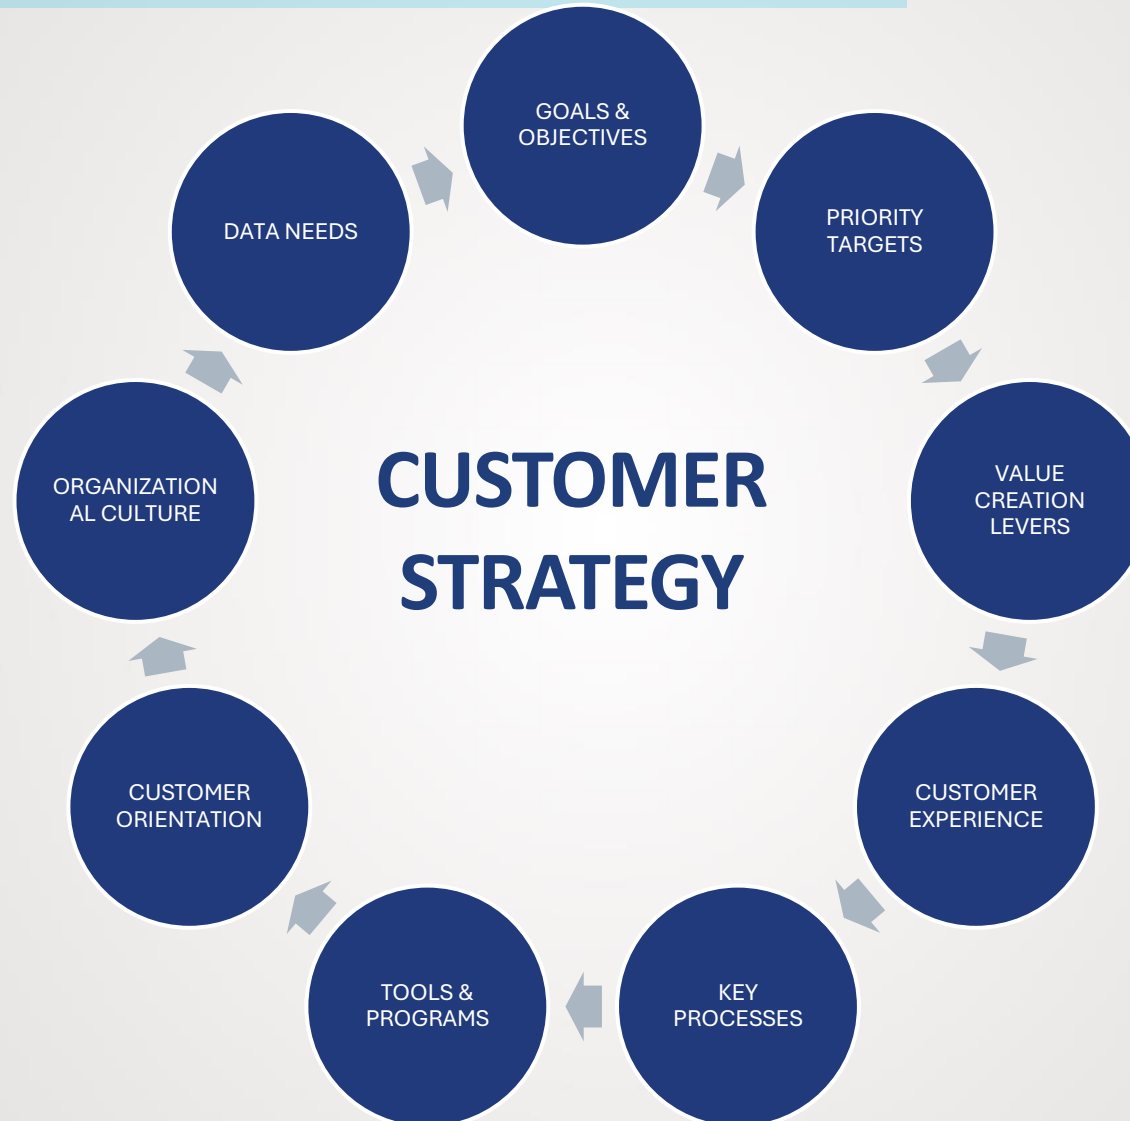 GOALS &
OBJECTIVES
PRIORITY
TARGETS
VALUE
CREATION
LEVERS
CUSTOMER
EXPERIENCE
KEY
PROCESSES
TOOLS &
PROGRAMS
CUSTOMER
ORIENTATION
ORGANIZATION
AL CULTURE
DATA NEEDS
CUSTOMER
STRATEGY